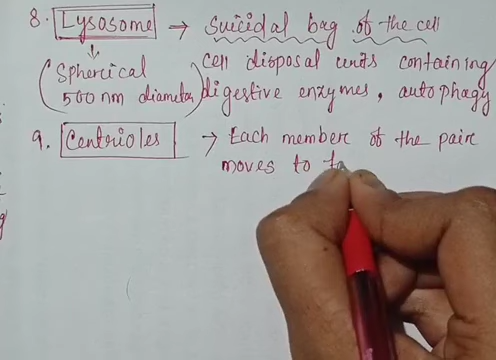 8. Lysosome → Suicidal bag of the cell
(Sphercical
500 nm diameter)
cell disposal units containing
digestive enzymes, autophagy
9. Centrioles → Each member of the pair
moves to